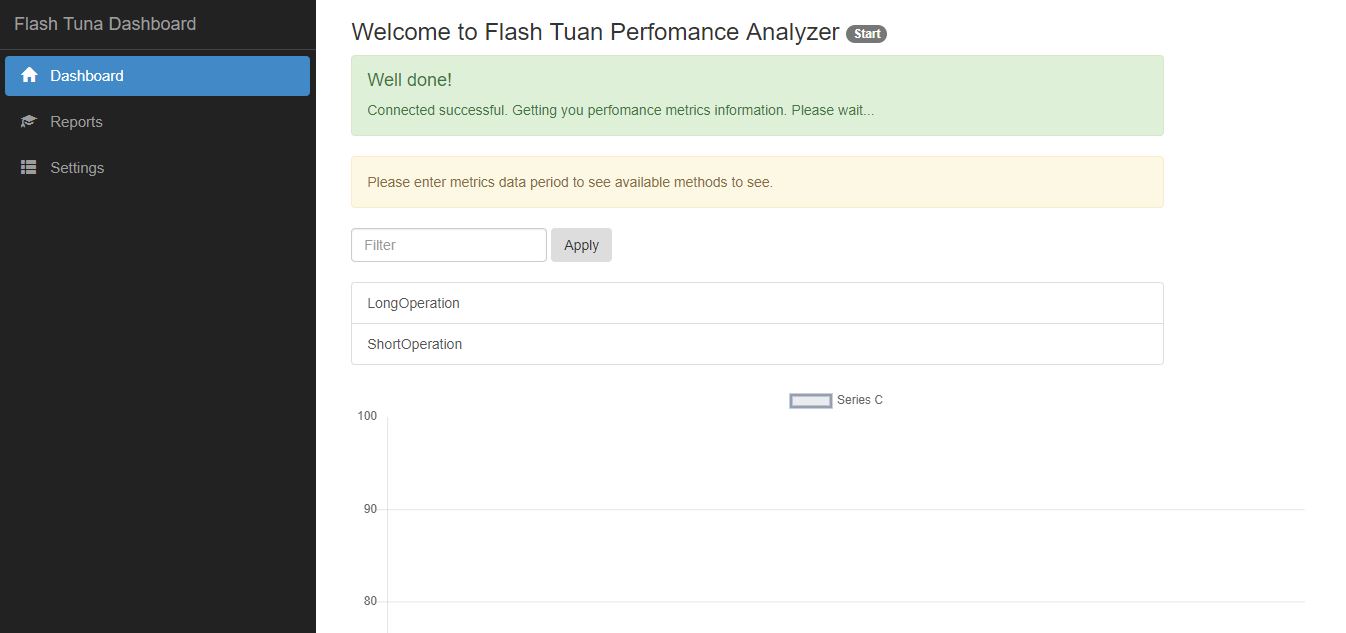 Flash Tuna Dashboard
Dashboard
Reports
Settings
Welcome to Flash Tuan Perfomance Analyzer Start
Well done!
Connected successful. Getting you perfomance metrics information. Please wait...
Please enter metrics data period to see available methods to see.
Filter Apply
LongOperation
ShortOperation
Series C
100
90
80